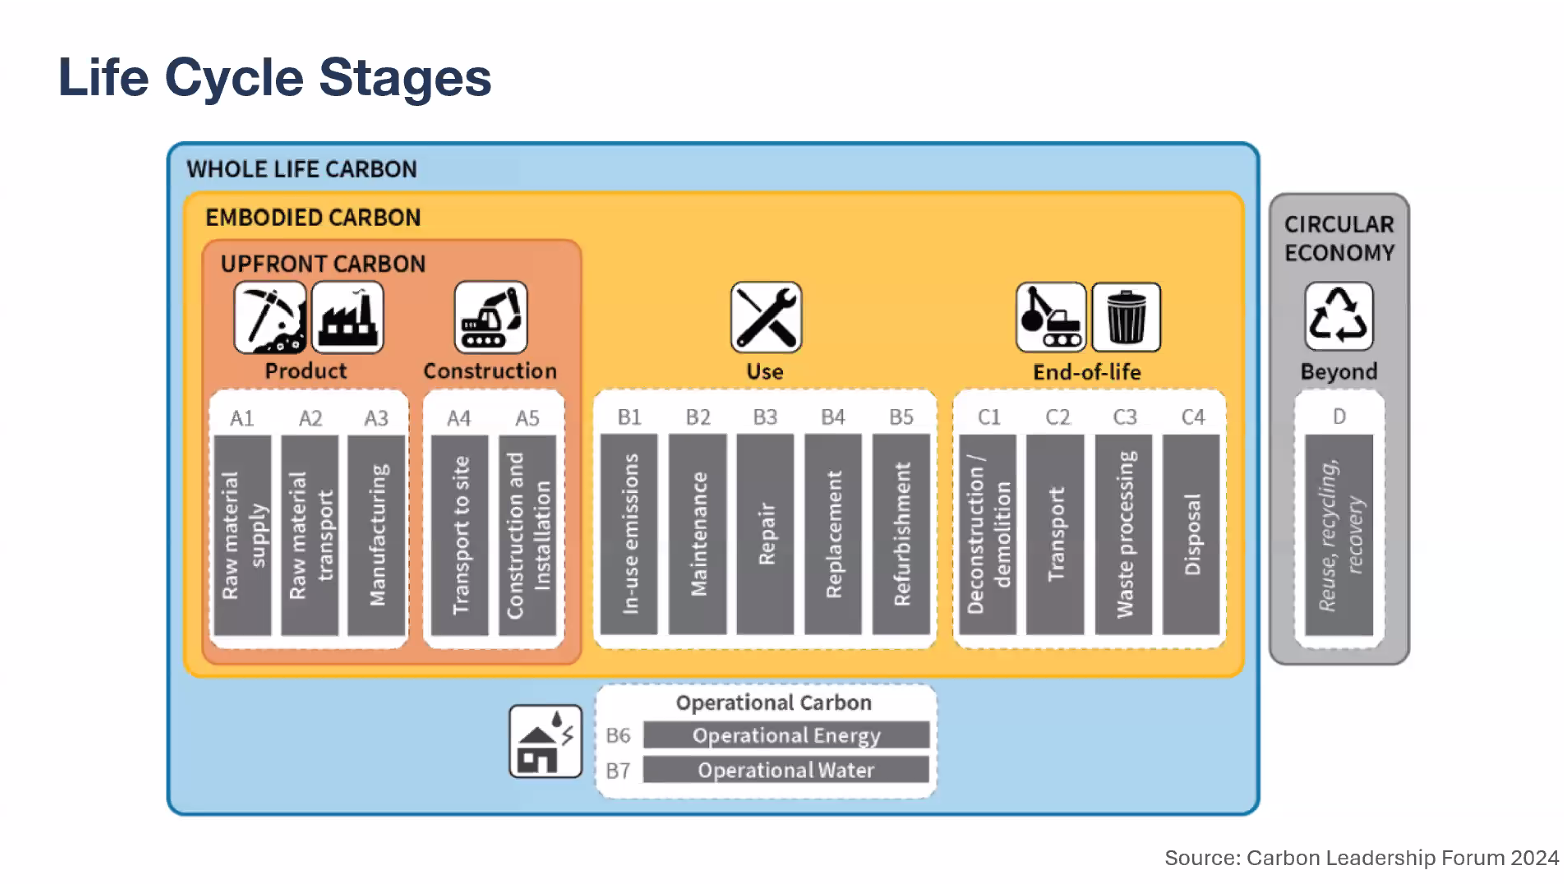 Life Cycle Stages
WHOLE LIFE CARBON
EMBODIED CARBON
UPFRONT CARBON
Product
Construction
Use
End-of-life
A1
A2
A3
A4
A5
B1
B2
B3
B4
B5
C1
C2
C3
C4
Raw material
supply
Raw material
transport
Manufacturing
Transport to site
Construction and
Installation
In-use emissions
Maintenance
Repair
Replacement
Refurbishment
Deconstruction /
demolition
Transport
Waste processing
Disposal
CIRCULAR
ECONOMY
Beyond
D
Reuse, recycling,
recovery
Operational Carbon
B6 Operational Energy
B7 Operational Water
Source: Carbon Leadership Forum 2024